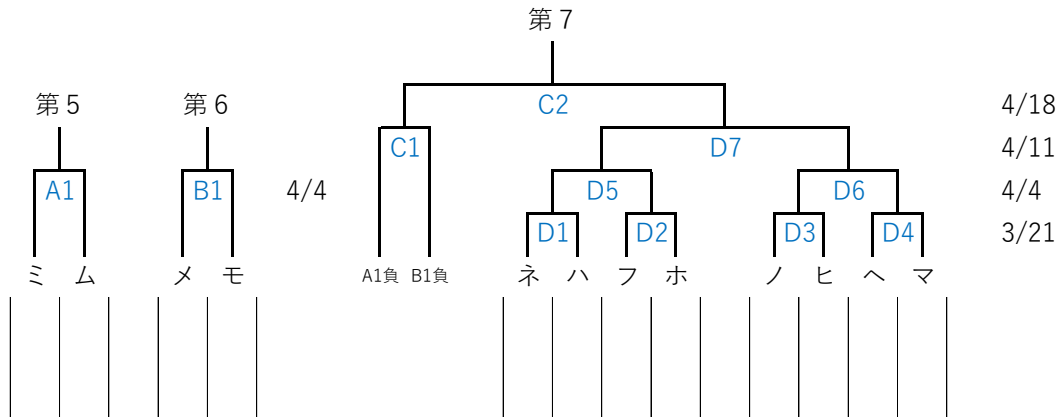 第7
第5 第6 C2 4/18
C1 D7 4/11
A1 B1 4/4 D5 D6 4/4
D1 D2 D3 D4 3/21
ミ ム メ モ A1負 B1負 ネ ハ フ ホ ノ ヒ ヘ マ